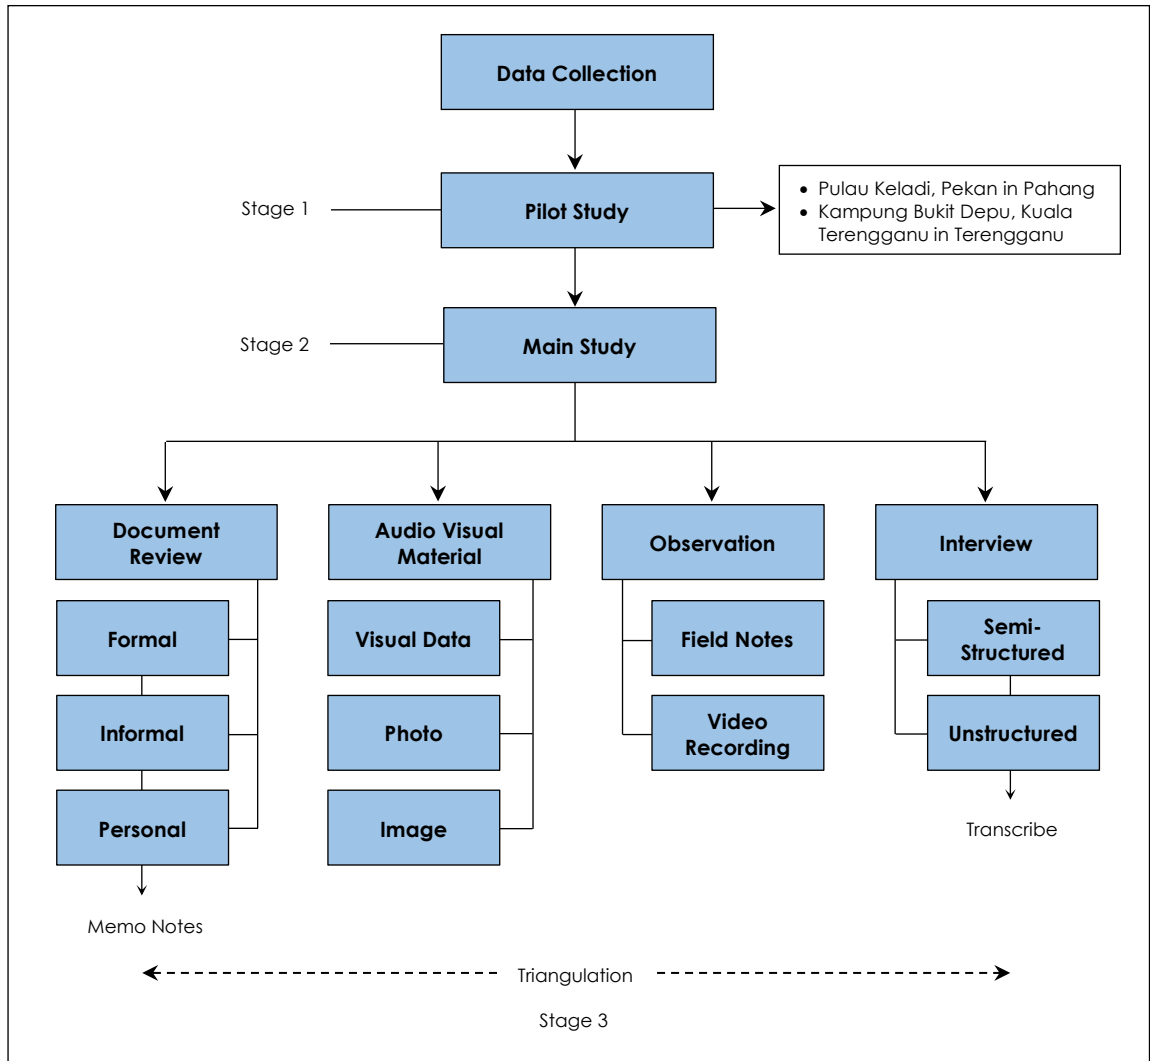 Data Collection
Stage 1
Pilot Study
• Pulau Keladi, Pekan in Pahang
• Kampung Bukit Depu, Kuala
Terengganu in Terengganu
Stage 2
Main Study
Document
Review
Audio Visual
Material
Observation
Interview
Formal
Visual Data
Field Notes
Semi-
Structured
Informal
Photo
Video
Recording
Unstructured
Personal
Image
Transcribe
Memo Notes
Triangulation
Stage 3